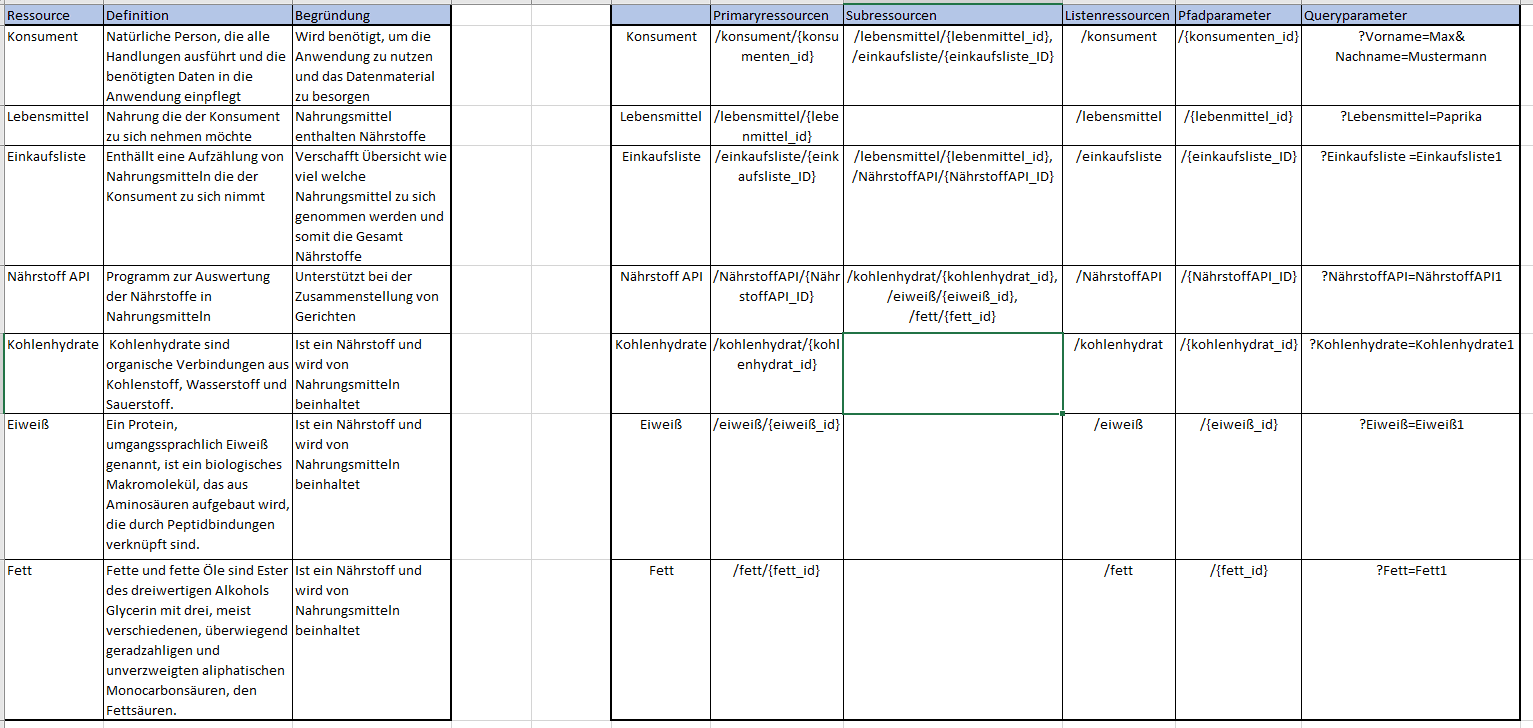 Ressource
Definition
Begründung
Konsument
Natürliche Person, die alle
Handlungen ausführt und die
benötigten Daten in die
Anwendung einpflegt
Wird benötigt, um die
Anwendung zu nutzen
und das Datenmaterial
zu besorgen
Lebensmittel
Nahrung die der Konsument
zu sich nehmen möchte
Nahrungsmittel
enthalten Nährstoffe
Einkaufsliste
Enthällt eine Aufzählung von
Nahrungsmitteln die der
Konsument zu sich nimmt
Verschafft Übersicht wie
viel welche
Nahrungsmittel zu sich
genommen werden und
somit die Gesamt
Nährstoffe
Nährstoff API
Programm zur Auswertung
der Nährstoffe in
Nahrungsmitteln
Unterstützt bei der
Zusammenstellung von
Gerichten
Kohlenhydrate
Kohlenhydrate sind
organische Verbindungen aus
Kohlenstoff, Wasserstoff und
Sauerstoff.
Ist ein Nährstoff und
wird von
Nahrungsmitteln
beinhaltet
Eiweiß
Ein Protein,
umgangssprachlich Eiweiß
genannt, ist ein biologisches
Makromolekül, das aus
Aminosäuren aufgebaut wird,
die durch Peptidbindungen
verknüpft sind.
Ist ein Nährstoff und
wird von
Nahrungsmitteln
beinhaltet
Fett
Fette und fette Öle sind Ester
des dreiwertigen Alkohols
Glycerin mit drei, meist
verschiedenen, überwiegend
geradzahligen und
unverzweigten aliphatischen
Monocarbonsäuren, den
Fettsäuren.
Ist ein Nährstoff und
wird von
Nahrungsmitteln
beinhaltet
Primaryressourcen
Subressourcen
Listenressourcen
Pfadparameter
Queryparameter
Konsument
/konsument/{konsu
menten_id}
/lebensmittel/{lebenmittel_id},
/einkaufsliste/{einkaufsliste_ID}
/konsument
/{konsumenten_id}
?Vorname=Max&
Nachname=Mustermann
Lebensmittel
/lebensmittel/{lebe
nmittel_id}
/lebensmittel
/{lebenmittel_id}
?Lebensmittel=Paprika
Einkaufsliste
/einkaufsliste/{eink
aufsliste_ID}
/lebensmittel/{lebenmittel_id},
/NährstoffAPI/{NährstoffAPI_ID}
/einkaufsliste
/{einkaufsliste_ID}
?Einkaufsliste =Einkaufsliste1
Nährstoff API
/NährstoffAPI/{Nähr
stoffAPI_ID}
/kohlenhydrat/{kohlenhydrat_id},
/eiweiß/{eiweiß_id},
/fett/{fett_id}
/NährstoffAPI
/{NährstoffAPI_ID}
?NährstoffAPI=NährstoffAPI1
Kohlenhydrate
/kohlenhydrat/{kohl
enhydrat_id}
/kohlenhydrat
/{kohlenhydrat_id}
?Kohlenhydrate=Kohlenhydrate1
Eiweiß
/eiweiß/{eiweiß_id}
/eiweiß
/{eiweiß_id}
?Eiweiß=Eiweiß1
Fett
/fett/{fett_id}
/fett
/{fett_id}
?Fett=Fett1